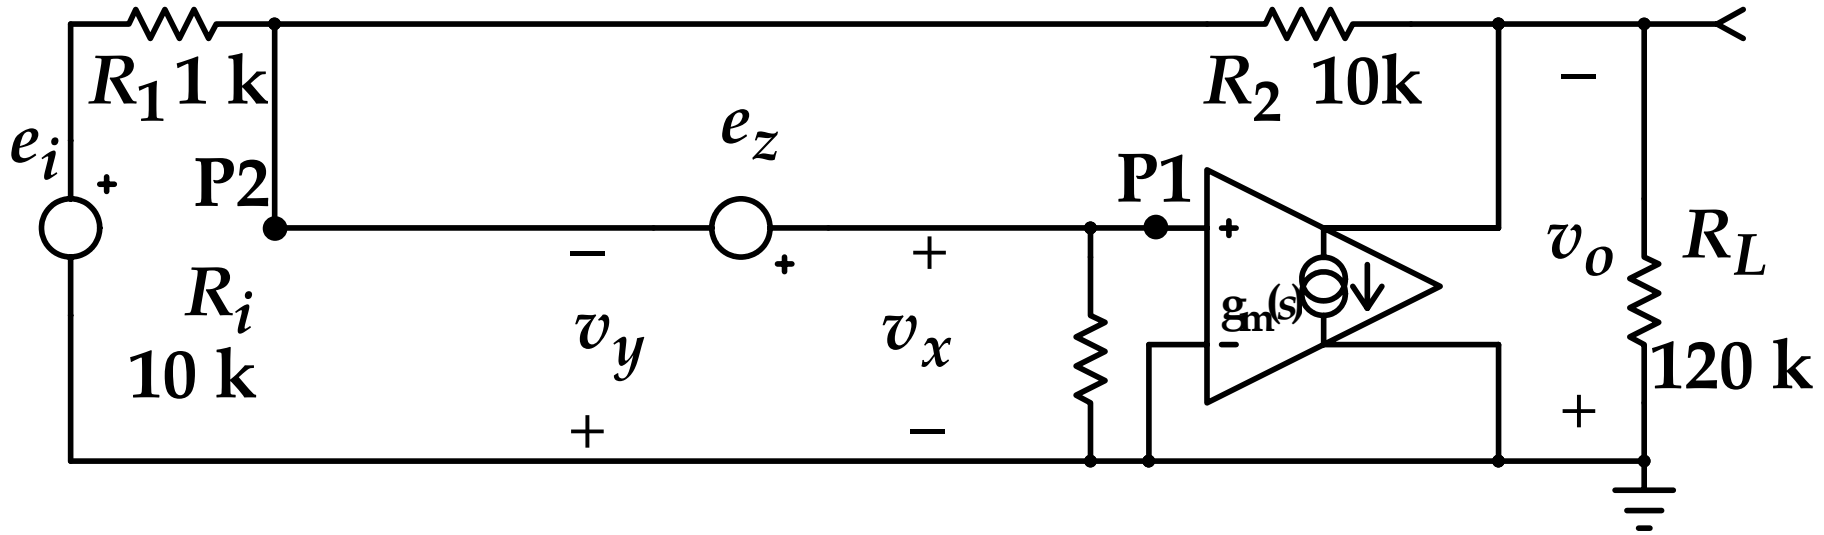 R1 1 k
R2 10k
ei
ez
P2
P1
+
−
+
+
−
+
+
gm(s)
−
Ri
10 k
vy
vx
vo
RL
120 k
+
−
+